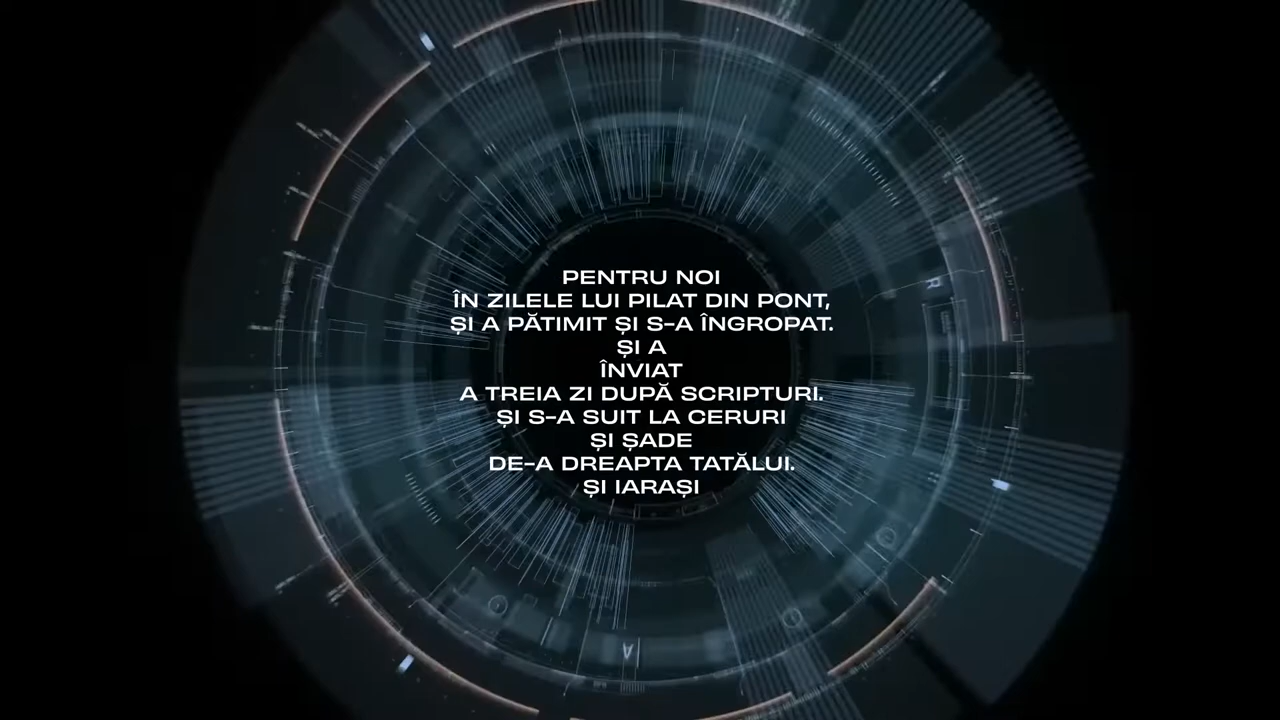 PENTRU NOI
ÎN ZILELE LUI PILAT DIN PONT,
ȘI A PĂTIMIT ȘI S-A ÎNGROPAT.
ȘI A
ÎNVIAT
A TREIA ZI DUPĂ SCRIPTURI.
ȘI S-A SUIT LA CERURI
ȘI ȘADE
DE-A DREAPTA TATĂLUI.
ȘI IARAȘI